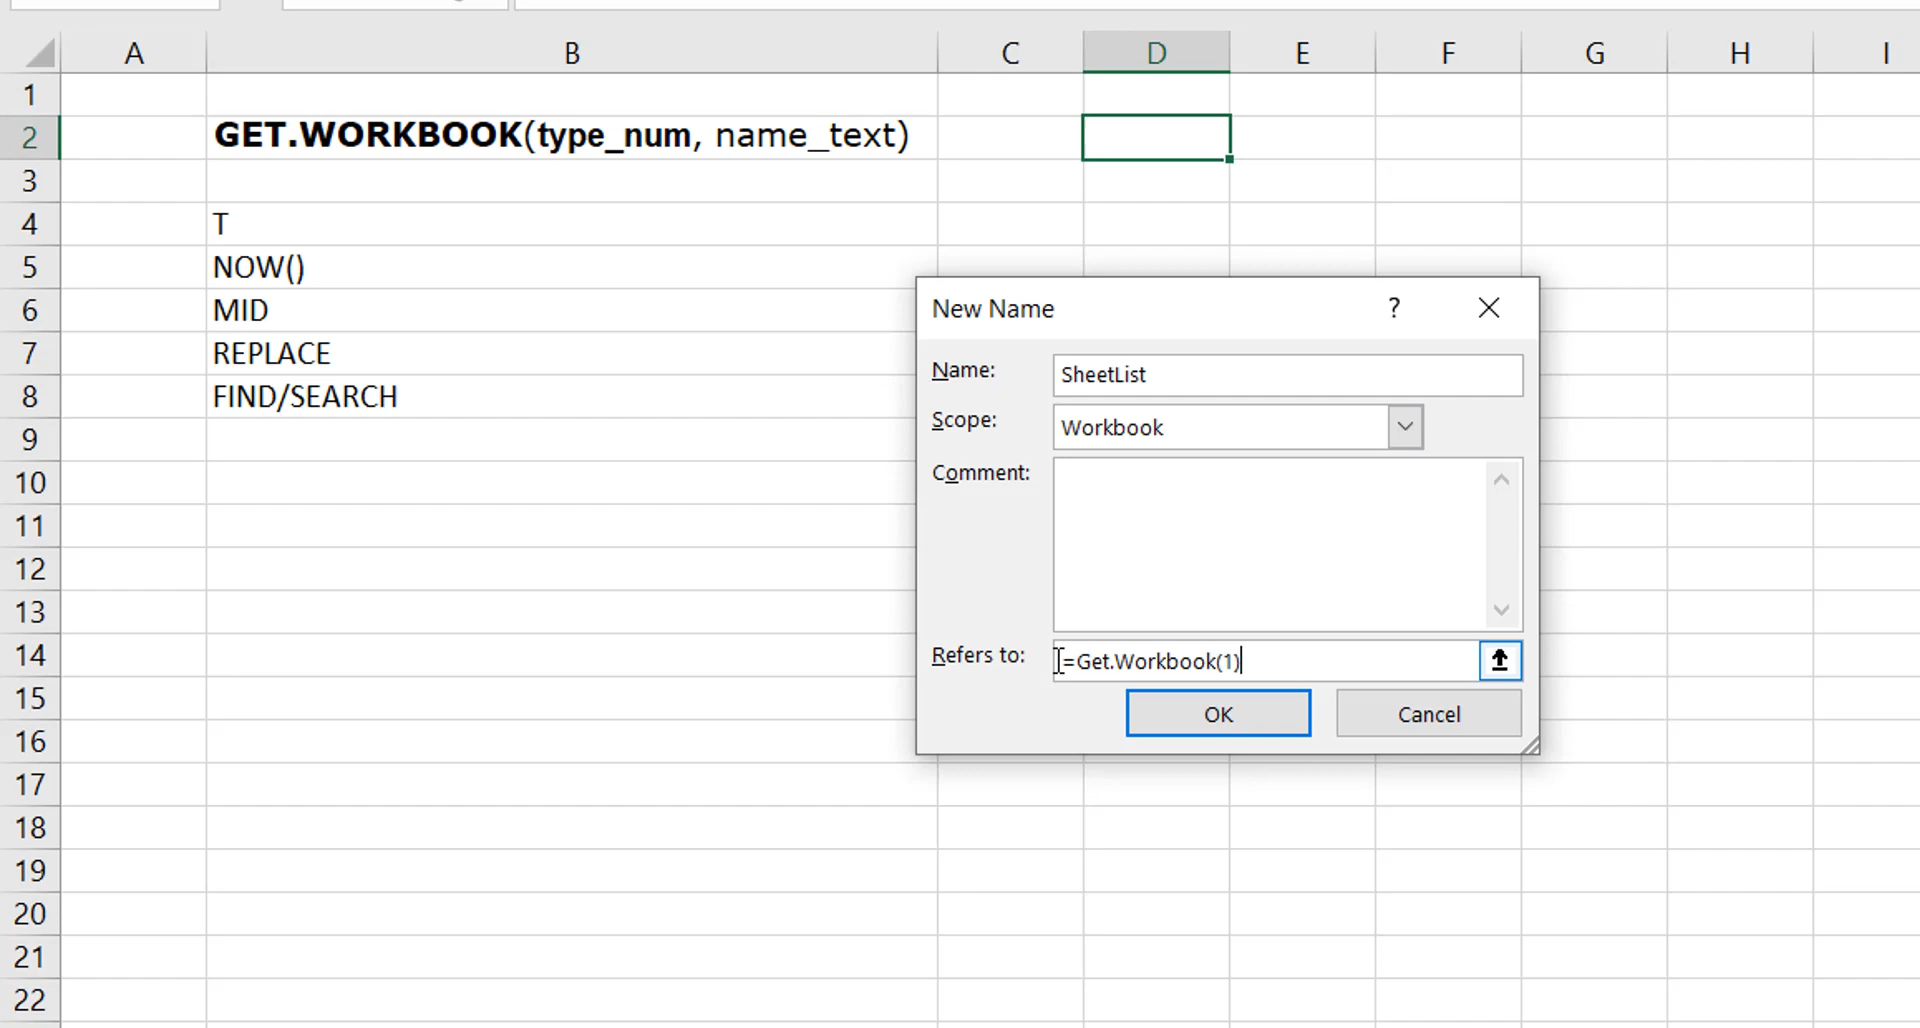 A B C D E F G H I
1
2 GET.WORKBOOK(type_num, name_text)
3
4 T
5 NOW()
6 MID
7 REPLACE
8 FIND/SEARCH
9
10
11
12
13
14
15
16
17
18
19
20
21
22
New Name ?
Name: SheetList
Scope: Workbook
Comment:
Refers to: =Get.Workbook(1)
OK Cancel